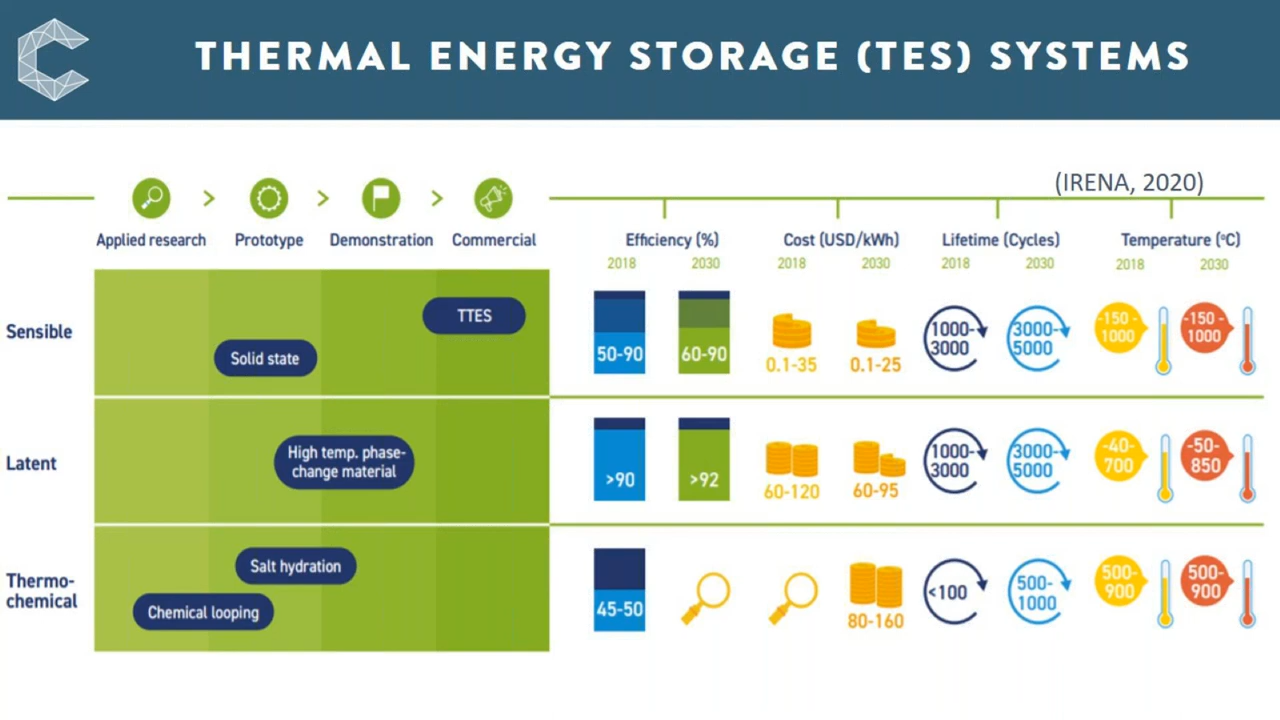 THERMAL ENERGY STORAGE (TES) SYSTEMS
(IRENA, 2020)
Applied research
Prototype
Demonstration
Commercial
Efficiency (%)
Cost (USD/kWh)
Lifetime (Cycles)
Temperature (ºC)
2018
2030
2018
2030
2018
2030
2018
2030
Sensible
TTES
Solid state
50-90
60-90
0.1-35
0.1-25
1000-
3000
3000-
5000
-150 -
1000
-150 -
1000
Latent
High temp. phase-
change material
>90
>92
60-120
60-95
1000-
3000
3000-
5000
-40-
700
-50-
850
Thermo-
chemical
Salt hydration
Chemical looping
45-50
80-160
<100
500-
1000
500-
900
500-
900